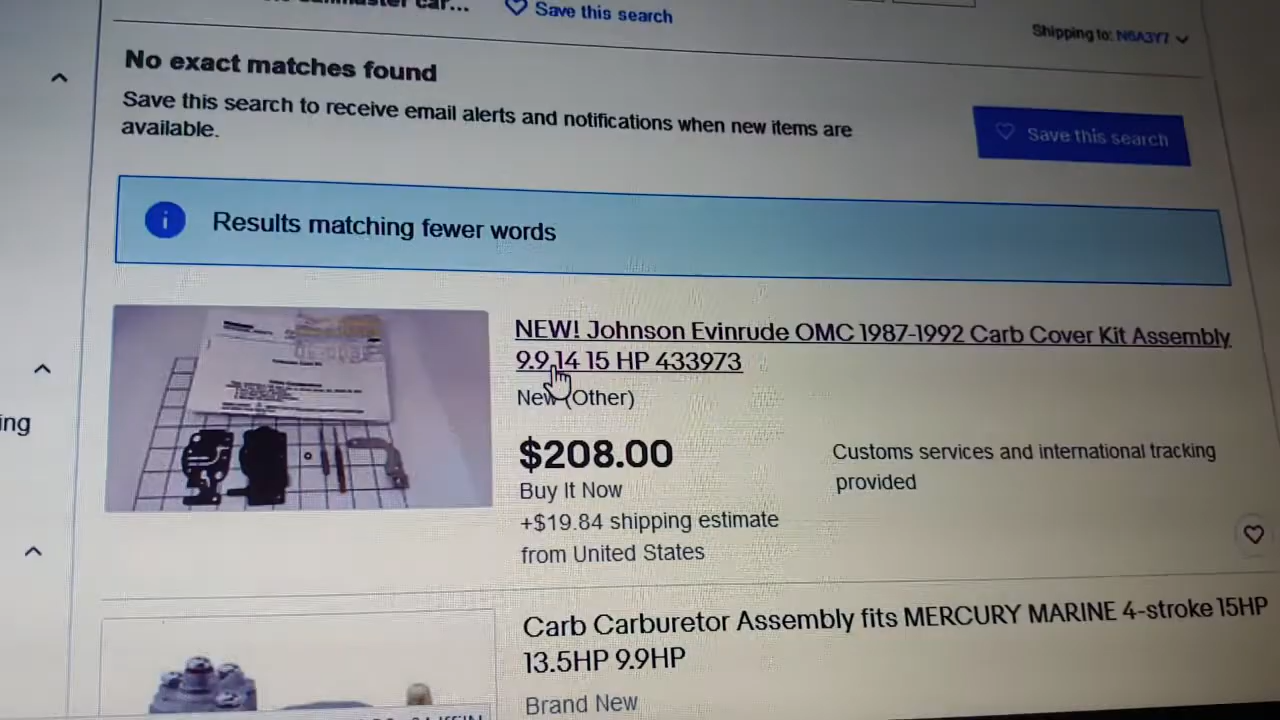 Save this search
Shipping to: N6A3Y7
No exact matches found
Save this search to receive email alerts and notifications when new items are
available.
Save this search
Results matching fewer words
NEW! Johnson Evinrude OMC 1987-1992 Carb Cover Kit Assembly
9.9 14 15 HP 433973
New (Other)
$208.00
Buy It Now
+$19.84 shipping estimate
from United States
Customs services and international tracking
provided
ing
Carb Carburetor Assembly fits MERCURY MARINE 4-stroke 15HP
13.5HP 9.9HP
Brand New